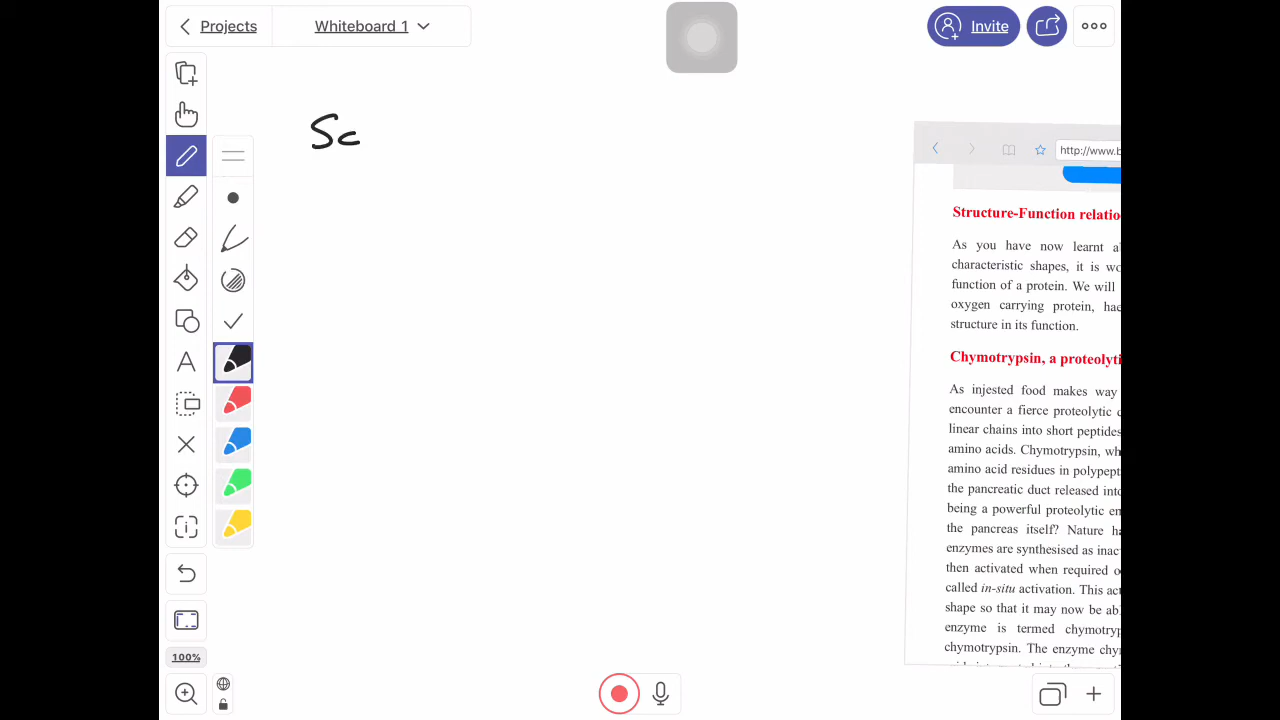 Projects
Whiteboard 1
Invite
Sc
http://www.b
Structure-Function relatio
As you have now learnt a
characteristic shapes, it is wo
function of a protein. We will
oxygen carrying protein, hae
structure in its function.
Chymotrypsin, a proteolyti
As injested food makes way
encounter a fierce proteolytic
linear chains into short peptides
amino acids. Chymotrypsin, wh
amino acid residues in polypept
the pancreatic duct released into
being a powerful proteolytic en
the pancreas itself? Nature ha
enzymes are synthesised as inac
then activated when required o
called in-situ activation. This ac
shape so that it may now be ab
enzyme is termed chymotryp
chymotrypsin. The enzyme chy
A
100%